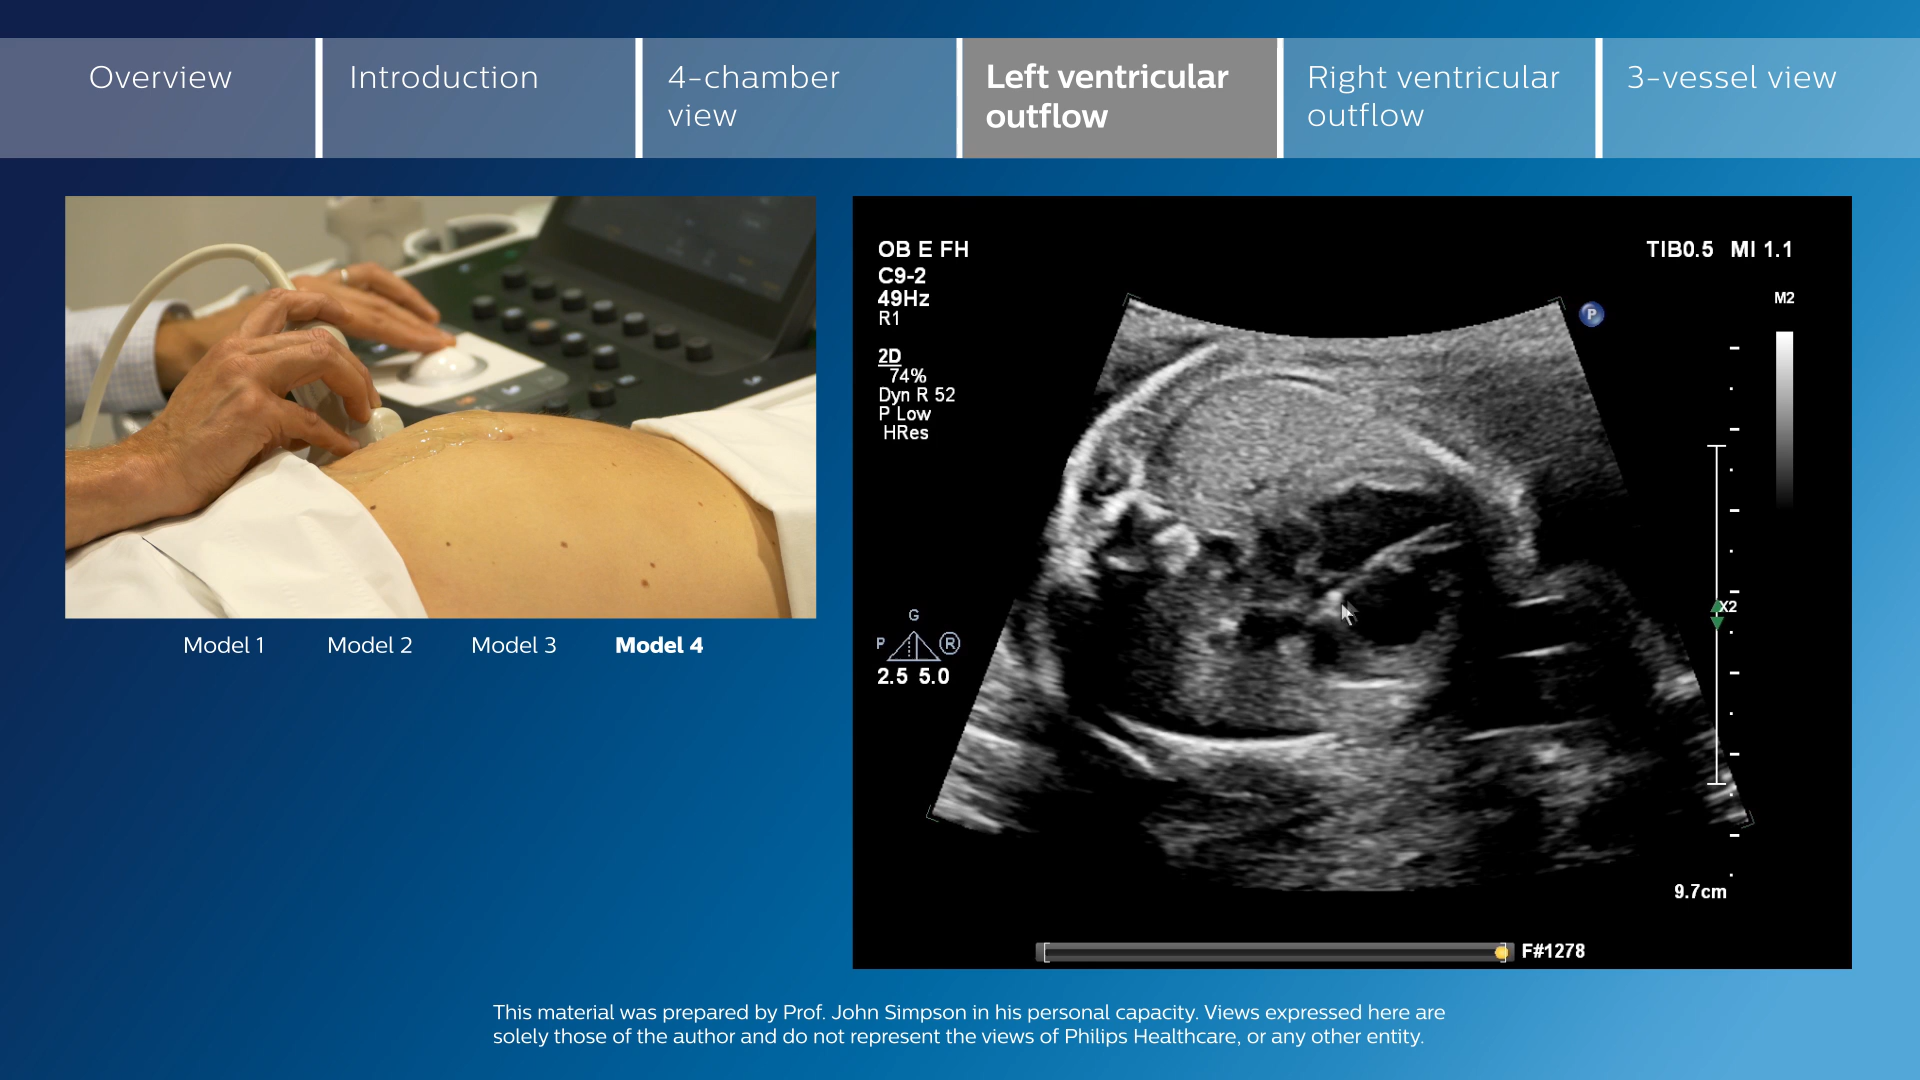 Overview
Introduction
4-chamber
view
Left ventricular
outflow
Right ventricular
outflow
3-vessel view
Model 1
Model 2
Model 3
Model 4
OB E FH
C9-2
49Hz
R1
2D
74%
Dyn R 52
P Low
HRes
G
P
R
2.5 5.0
TIB0.5 MI 1.1
M2
P
X2
9.7cm
F#1278
This material was prepared by Prof. John Simpson in his personal capacity. Views expressed here are
solely those of the author and do not represent the views of Philips Healthcare, or any other entity.